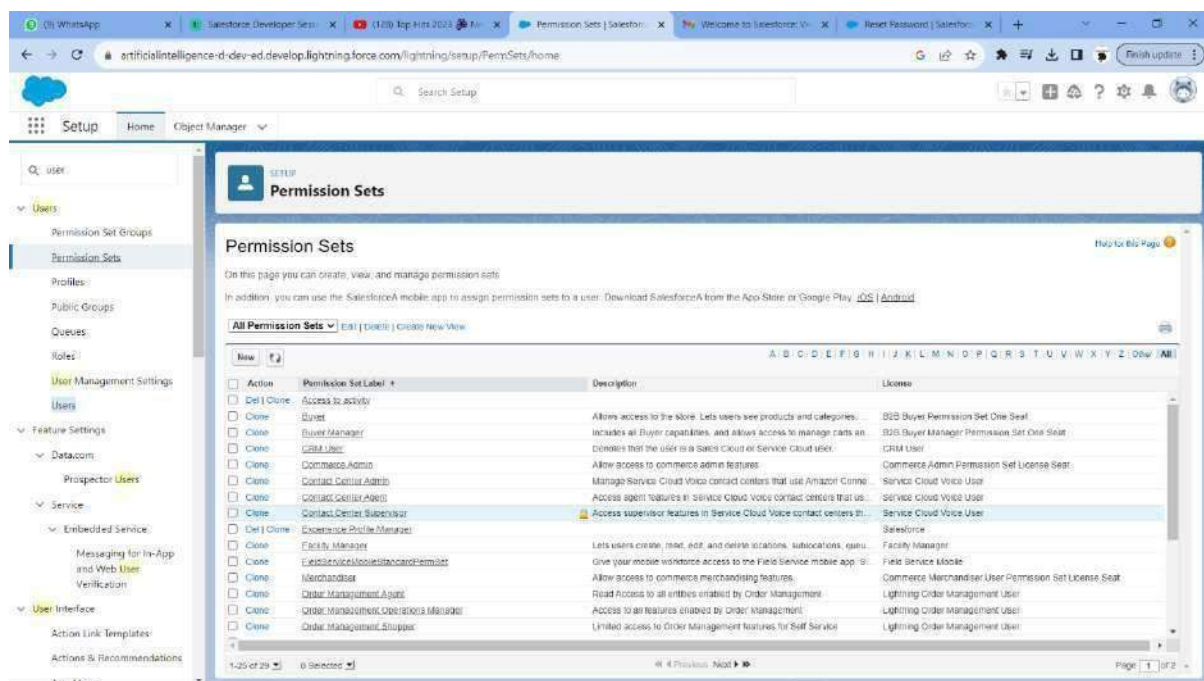 (9) WhatsApp
Salesforce Developer Sess
(128) Top Hits 2023
Permission Sets | Salesfor
Welcome to Salesforce: V
Reset Password | Salesfor
artificialintelligence-d-dev-ed.develop.lightning.force.com/lightning/setup/PermSets/home
Finish update
Search Setup
Setup
Home
Object Manager
user
Users
Permission Set Groups
Permission Sets
Profiles
Public Groups
Queues
Roles
User Management Settings
Users
Feature Settings
Data.com
Prospector Users
Service
Embedded Service
Messaging for In-App
and Web User
Verification
User Interface
Action Link Templates
Actions & Recommendations
SETUP
Permission Sets
Permission Sets
Help for this Page
On this page you can create, view, and manage permission sets.
In addition, you can use the SalesforceA mobile app to assign permission sets to a user. Download SalesforceA from the App Store or Google Play: iOS | Android
All Permission Sets Edit | Delete | Create New View
New
A B C D E F G H I J K L M N O P Q R S T U V W X Y Z Other All
Action Permission Set Label Description License
Del | Clone Access to activity
Clone Buyer Allows access to the store. Lets users see products and categories, ... B2B Buyer Permission Set One Seat
Clone Buyer Manager Includes all Buyer capabilities, and allows access to manage carts an... B2B Buyer Manager Permission Set One Seat
Clone CRM User Denotes that the user is a Sales Cloud or Service Cloud user. CRM User
Clone Commerce Admin Allow access to commerce admin features. Commerce Admin Permission Set License Seat
Clone Contact Center Admin Manage Service Cloud Voice contact centers that use Amazon Conne... Service Cloud Voice User
Clone Contact Center Agent Access agent features in Service Cloud Voice contact centers that us... Service Cloud Voice User
Clone Contact Center Supervisor Access supervisor features in Service Cloud Voice contact centers th... Service Cloud Voice User
Del | Clone Experience Profile Manager Salesforce
Clone Facility Manager Lets users create, read, edit, and delete locations, sublocations, queu... Facility Manager
Clone FieldServiceMobileStandardPermSet Give your mobile workforce access to the Field Service mobile app. S... Field Service Mobile
Clone Merchandiser Allow access to commerce merchandising features. Commerce Merchandiser User Permission Set License Seat
Clone Order Management Agent Read Access to all entities enabled by Order Management Lightning Order Management User
Clone Order Management Operations Manager Access to all features enabled by Order Management Lightning Order Management User
Clone Order Management Shopper Limited access to Order Management features for Self Service Lightning Order Management User
1-25 of 29 0 Selected Previous Next Page 1 of 2